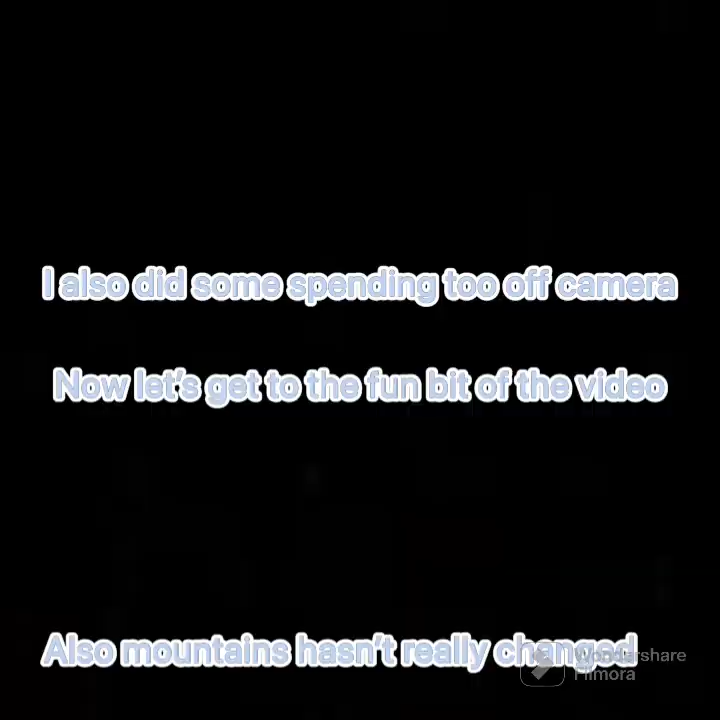 I also did some spending too off camera
Now let's get to the fun bit of the video
Also mountains hasn't really changed
Wondershare
Filmora